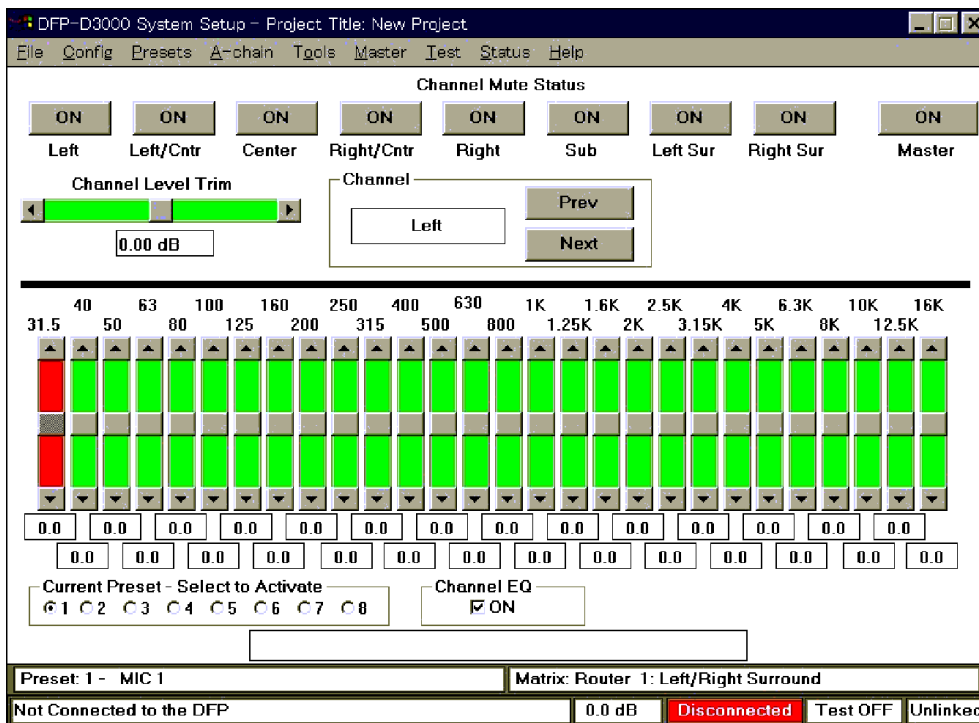 DFP-D3000 System Setup - Project Title: New Project
File Config Presets A-chain Tools Master Test Status Help
Channel Mute Status
ON ON ON ON ON ON ON ON ON
Left Left/Cntr Center Right/Cntr Right Sub Left Sur Right Sur Master
Channel Level Trim
0.00 dB
Channel
Left
Prev
Next
40 63 100 160 250 400 630 1K 1.6K 2.5K 4K 6.3K 10K 16K
31.5 50 80 125 200 315 500 800 1.25K 2K 3.15K 5K 8K 12.5K
0.0 0.0 0.0 0.0 0.0 0.0 0.0 0.0 0.0 0.0 0.0 0.0 0.0 0.0
0.0 0.0 0.0 0.0 0.0 0.0 0.0 0.0 0.0 0.0 0.0 0.0 0.0 0.0
Current Preset - Select to Activate
1 2 3 4 5 6 7 8
Channel EQ
ON
Preset: 1 - MIC 1
Matrix: Router 1: Left/Right Surround
Not Connected to the DFP
0.0 dB
Disconnected
Test OFF
Unlinked